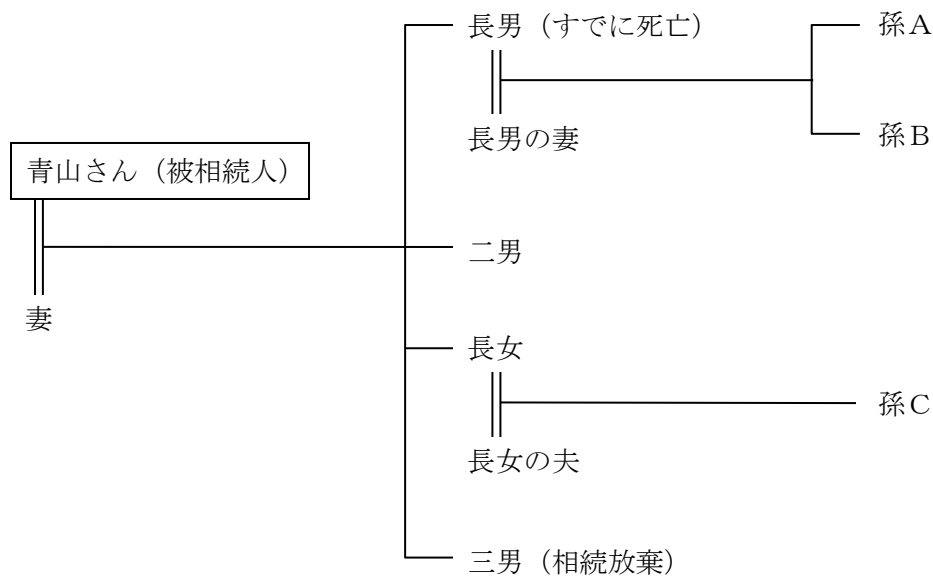 長男（すでに死亡）
孫Ａ
長男の妻
孫Ｂ
青山さん（被相続人）
二男
妻
長女
孫Ｃ
長女の夫
三男（相続放棄）